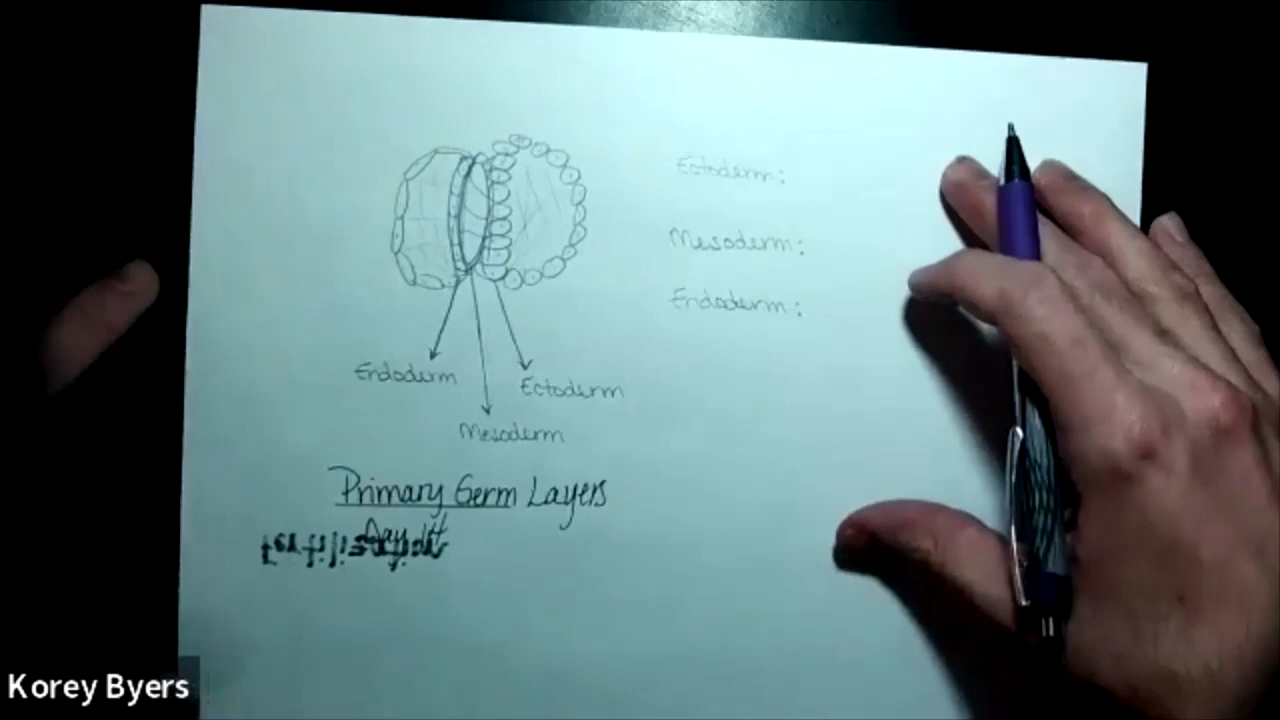 Ectoderm:
Mesoderm:
Endoderm:
Endoderm
Ectoderm
Mesoderm
Primary Germ Layers
Korey Byers